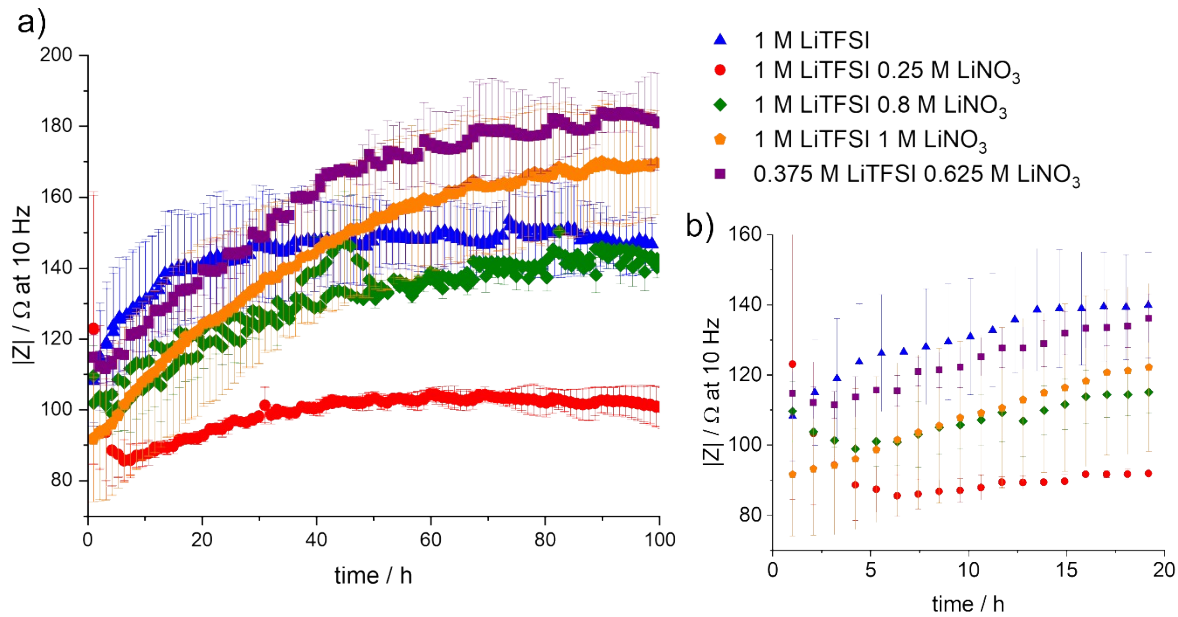 a)
|Z| / Ω at 10 Hz
200
180
160
140
120
100
80
0
20
40
60
80
100
time / h
1 M LiTFSI
1 M LiTFSI 0.25 M LiNO₃
1 M LiTFSI 0.8 M LiNO₃
1 M LiTFSI 1 M LiNO₃
0.375 M LiTFSI 0.625 M LiNO₃
b)
|Z| / Ω at 10 Hz
160
140
120
100
80
0
5
10
15
20
time / h